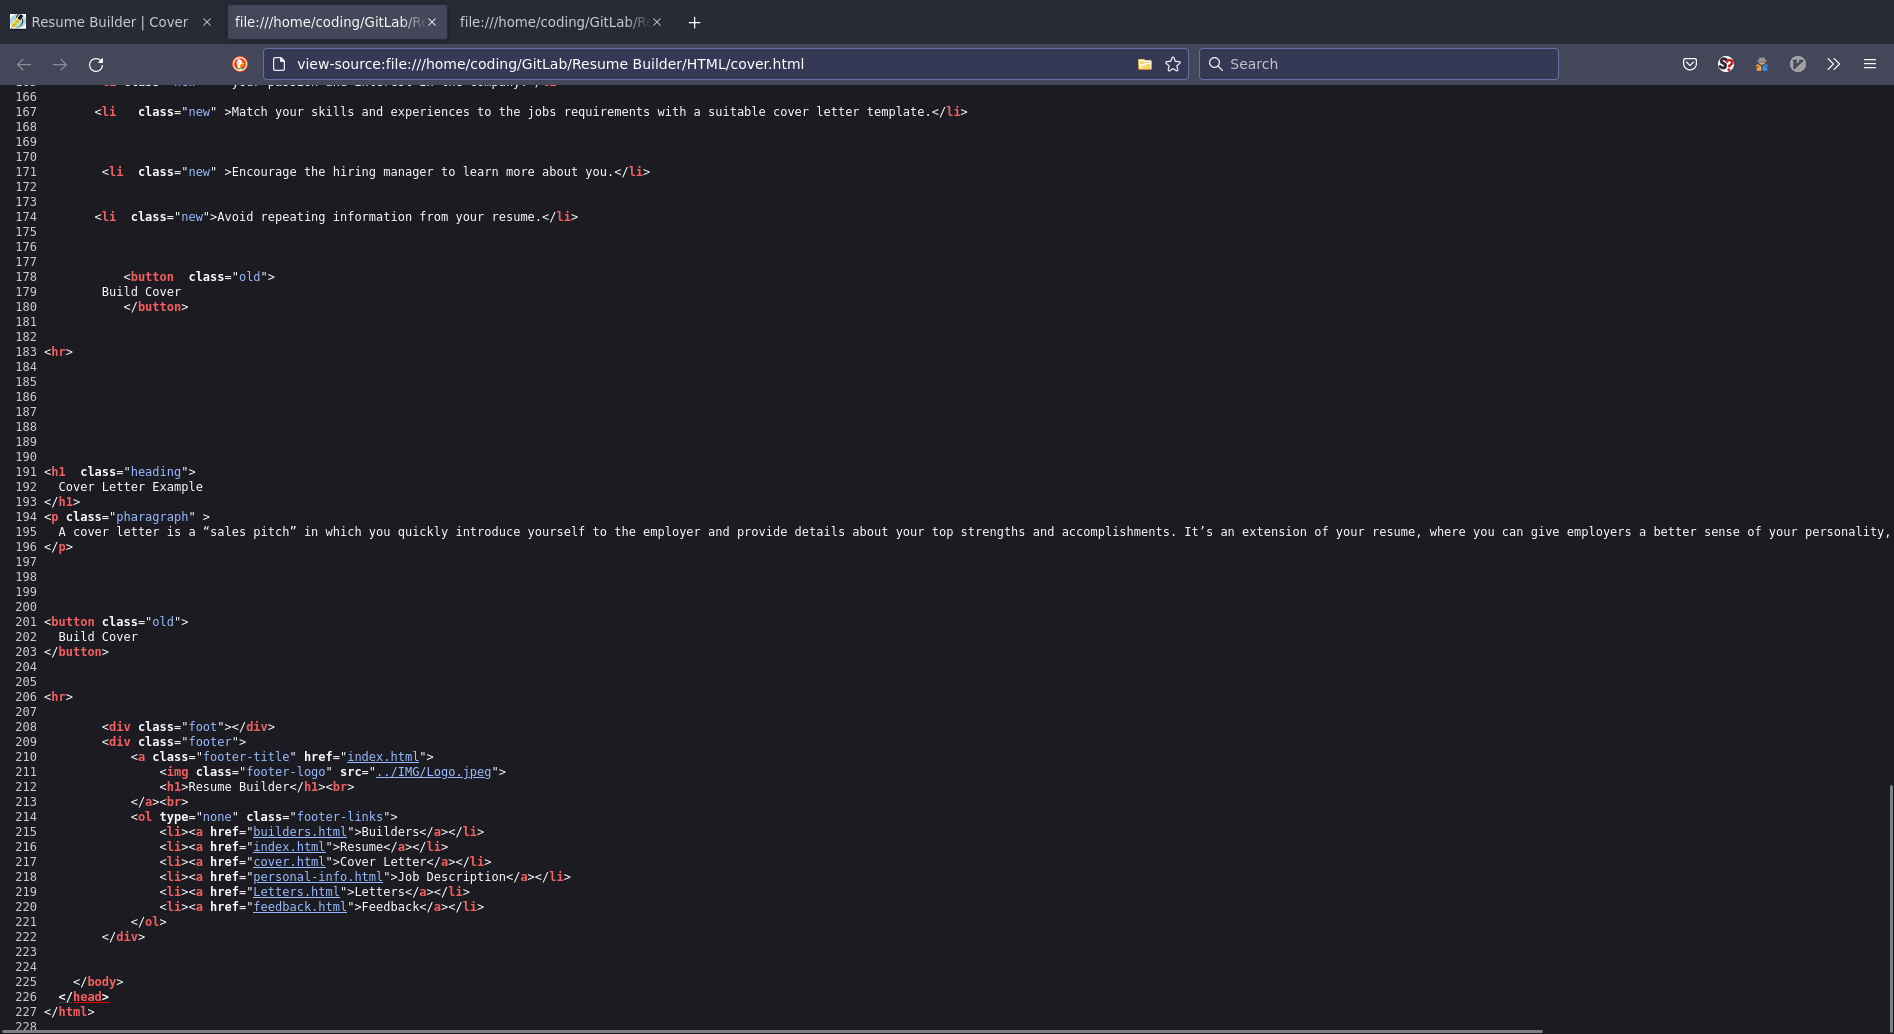 Resume Builder | Cover
file:///home/coding/GitLab/R
file:///home/coding/GitLab/R
view-source:file:///home/coding/GitLab/Resume Builder/HTML/cover.html
Search
166
167 <li   class="new" >Match your skills and experiences to the jobs requirements with a suitable cover letter template.</li>
168
169
170
171 <li  class="new" >Encourage the hiring manager to learn more about you.</li>
172
173
174 <li  class="new">Avoid repeating information from your resume.</li>
175
176
177
178 <button  class="old">
179 Build Cover
180 </button>
181
182
183 <hr>
184
185
186
187
188
189
190
191 <h1  class="heading">
192 Cover Letter Example
193 </h1>
194 <p class="pharagraph" >
195 A cover letter is a “sales pitch” in which you quickly introduce yourself to the employer and provide details about your top strengths and accomplishments. It’s an extension of your resume, where you can give employers a better sense of your personality,
196 </p>
197
198
199
200
201 <button class="old">
202 Build Cover
203 </button>
204
205
206 <hr>
207
208 <div class="foot"></div>
209 <div class="footer">
210 <a class="footer-title" href="index.html">
211 <img class="footer-logo" src="../IMG/Logo.jpeg">
212 <h1>Resume Builder</h1><br>
213 </a><br>
214 <ol type="none" class="footer-links">
215 <li><a href="builders.html">Builders</a></li>
216 <li><a href="index.html">Resume</a></li>
217 <li><a href="cover.html">Cover Letter</a></li>
218 <li><a href="personal-info.html">Job Description</a></li>
219 <li><a href="Letters.html">Letters</a></li>
220 <li><a href="feedback.html">Feedback</a></li>
221 </ol>
222 </div>
223
224
225 </body>
226 </head>
227 </html>
228